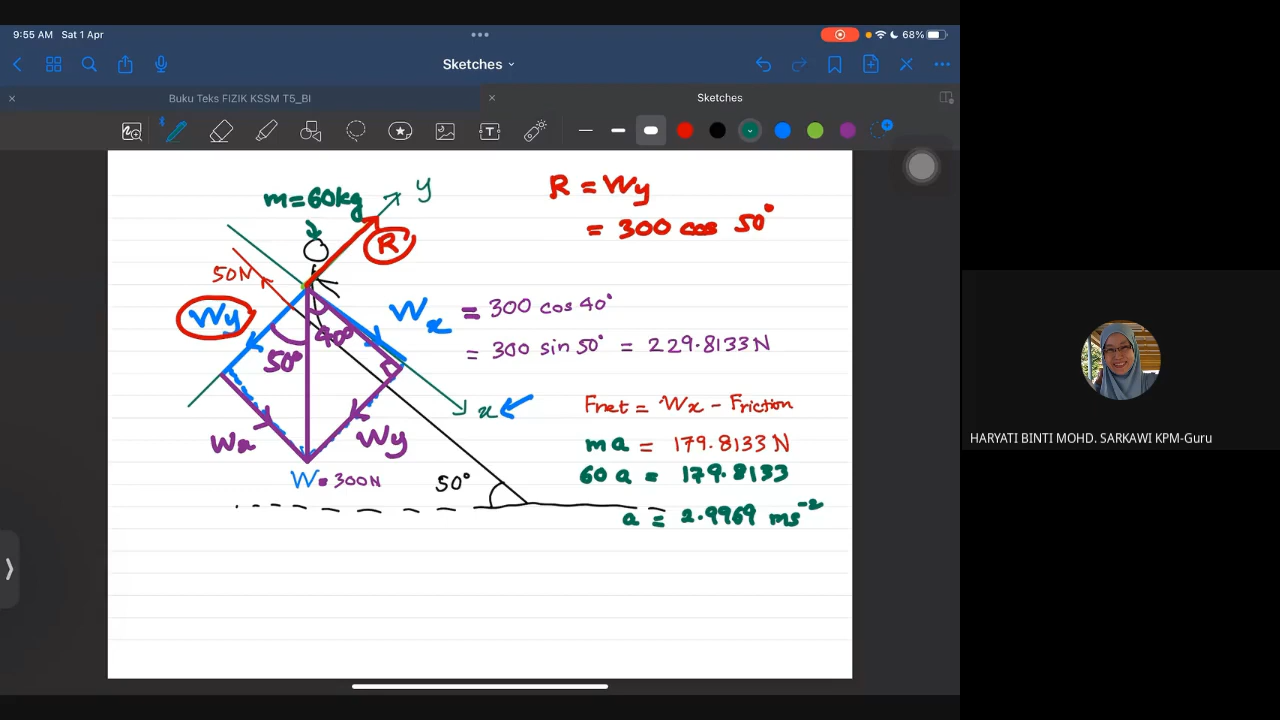 9:55 AM Sat 1 Apr
68%
Sketches
Buku Teks FIZIK KSSM T5_BI
Sketches
m=60kg
y
R
50N
Wy
Wx
50°
40°
x
Wx
Wy
W = 300N
50°
R = Wy
= 300 cos 50°
= 300 cos 40°
= 300 sin 50° = 229.8133 N
Fnet = Wx - Friction
ma = 179.8133 N
60 a = 179.8133
a = 2.9969 ms⁻²
HARYATI BINTI MOHD. SARKAWI KPM-Guru